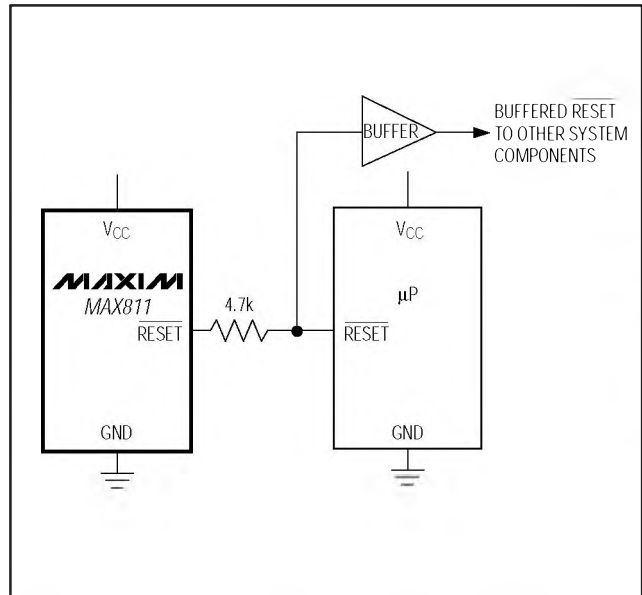 BUFFERED RESET
TO OTHER SYSTEM
COMPONENTS
BUFFER
VCC
MAXIM
MAX811
RESET
GND
4.7k
VCC
μP
RESET
GND